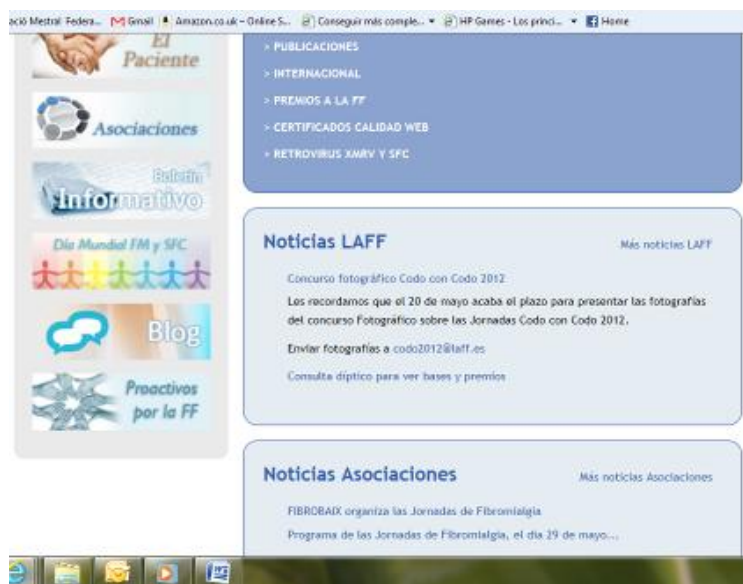 ació Mestral Federa... Gmail Amazon.co.uk – Online S... Conseguir más comple... HP Games - Los princi... Home
El
Paciente
Asociaciones
Boletín
Informativo
Día Mundial FM y SFC
Blog
Proactivos
por la FF
> PUBLICACIONES
> INTERNACIONAL
> PREMIOS A LA FF
> CERTIFICADOS CALIDAD WEB
> RETROVIRUS XMRV Y SFC
Noticias LAFF
Más noticias LAFF
Concurso fotográfico Codo con Codo 2012
Les recordamos que el 20 de mayo acaba el plazo para presentar las fotografías
del concurso Fotográfico sobre las Jornadas Codo con Codo 2012.
Enviar fotografías a codo2012@laff.es
Consulta díptico para ver bases y premios
Noticias Asociaciones
Más noticias Asociaciones
FIBROBAIX organiza las Jornadas de Fibromialgia
Programa de las Jornadas de Fibromialgia, el día 29 de mayo...